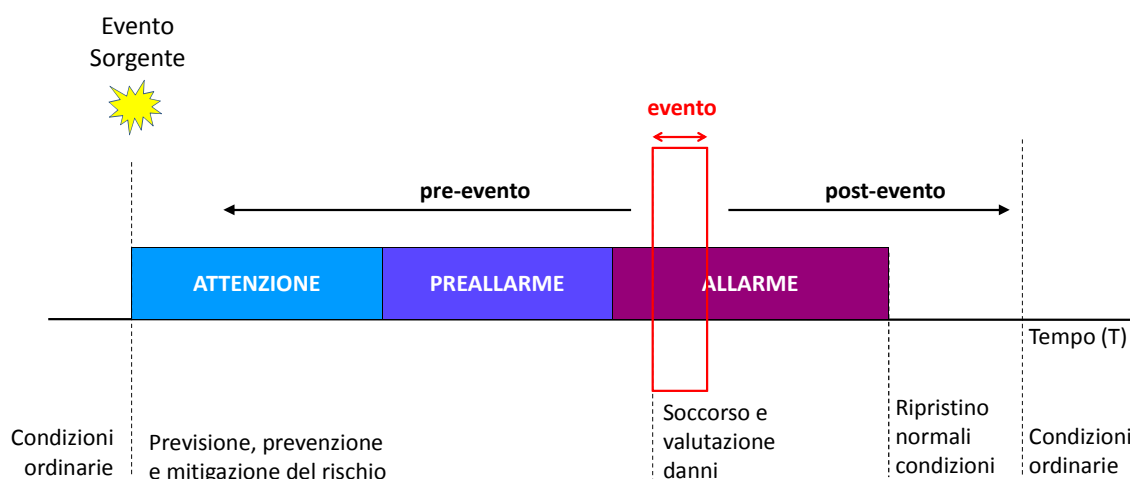 Evento
Sorgente
evento
pre-evento
post-evento
ATTENZIONE
PREALLARME
ALLARME
Tempo (T)
Condizioni
ordinarie
Previsione, prevenzione
e mitigazione del rischio
Soccorso e
valutazione
danni
Ripristino
normali
condizioni
Condizioni
ordinarie